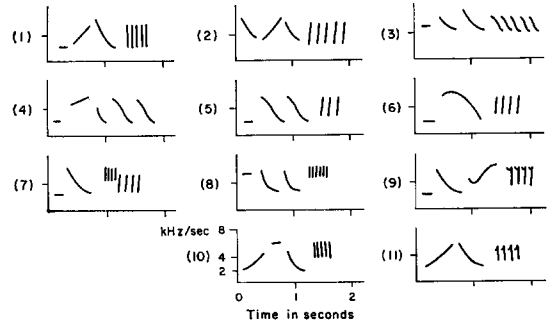 (1) (2) (3)
(4) (5) (6)
(7) (8) (9)
kHz/sec 8
(10) 4 (11)
2
0 1 2
Time in seconds